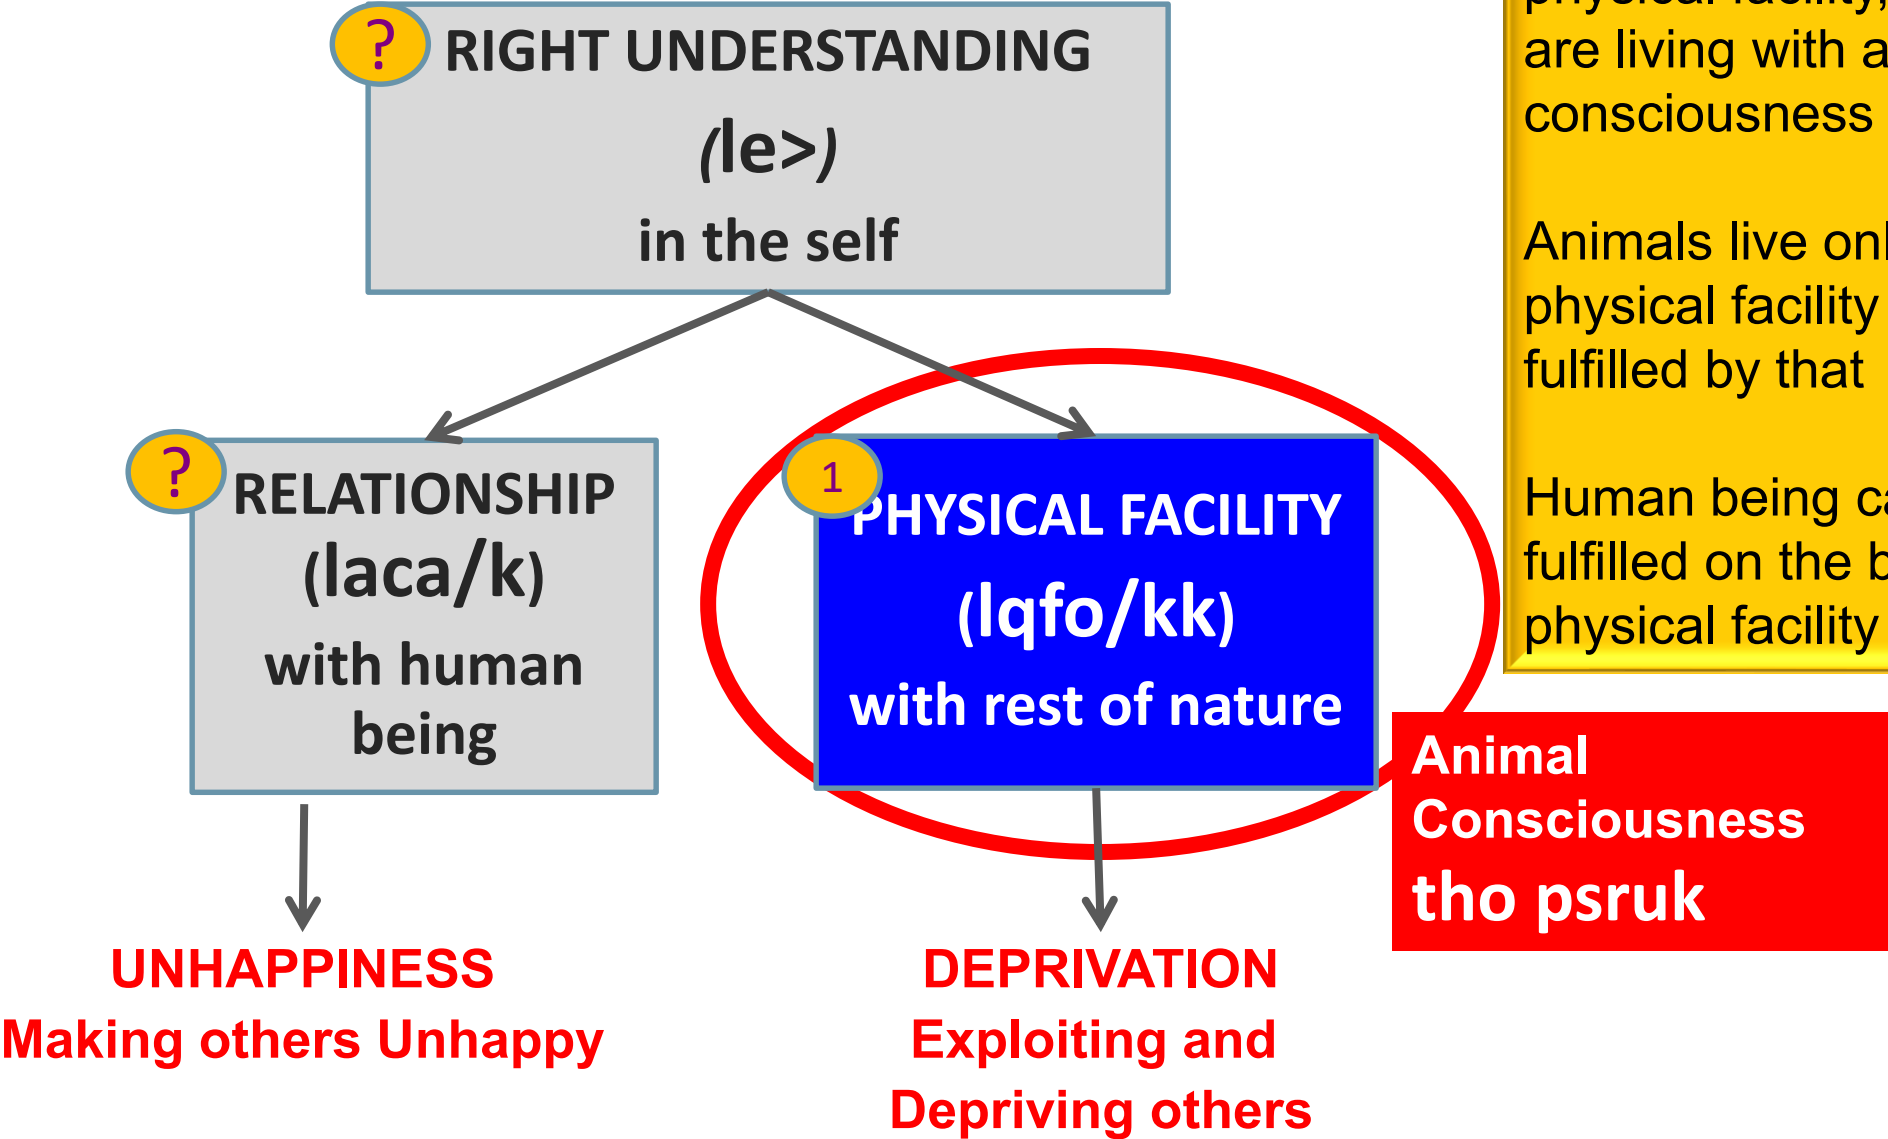 ?
RIGHT UNDERSTANDING
(le>)
in the self
?
RELATIONSHIP
(laca/k)
with human
being
1
PHYSICAL FACILITY
(lqfo/kk)
with rest of nature
UNHAPPINESS
Making others Unhappy
DEPRIVATION
Exploiting and
Depriving others
physical facility,
are living with a
consciousness
Animals live
physical facility
fulfilled by that
Human being
fulfilled on the
physical facility
Animal
Consciousness
tho psruk